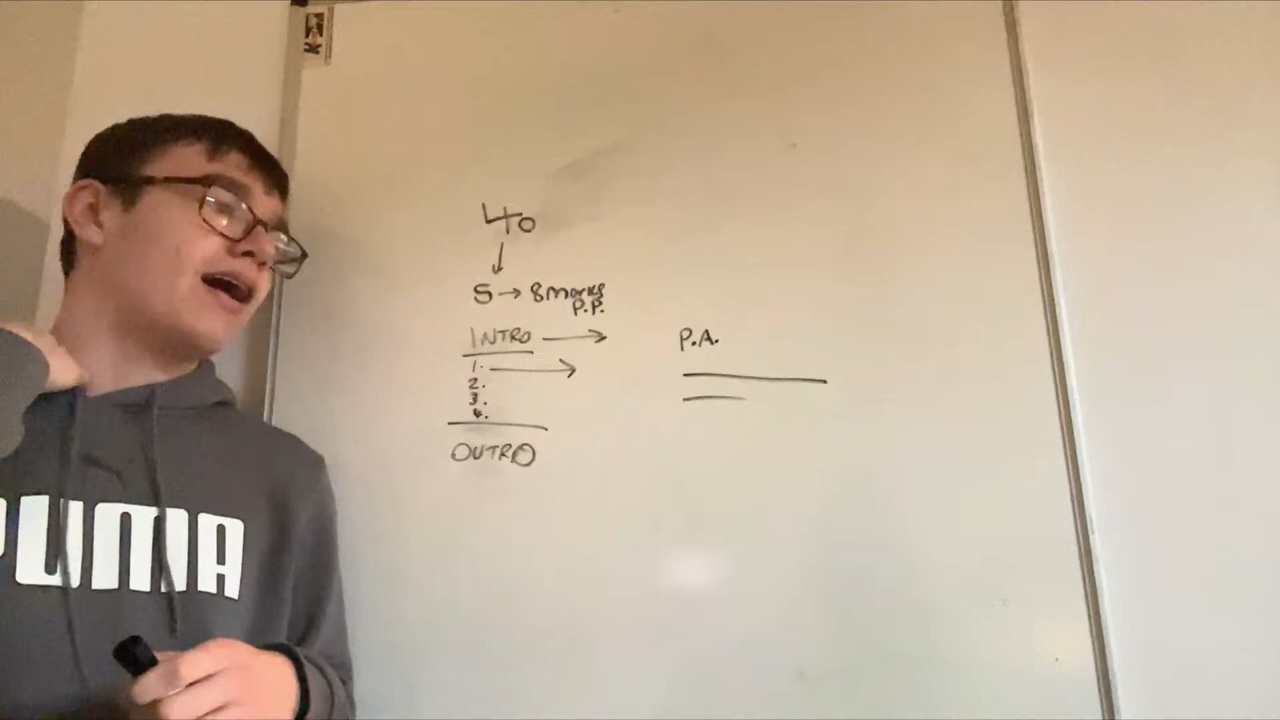 40
5 → 8 marks
P.P.
INTRO →
1. →
2.
3.
4.
OUTRO
P.A.
PUMA